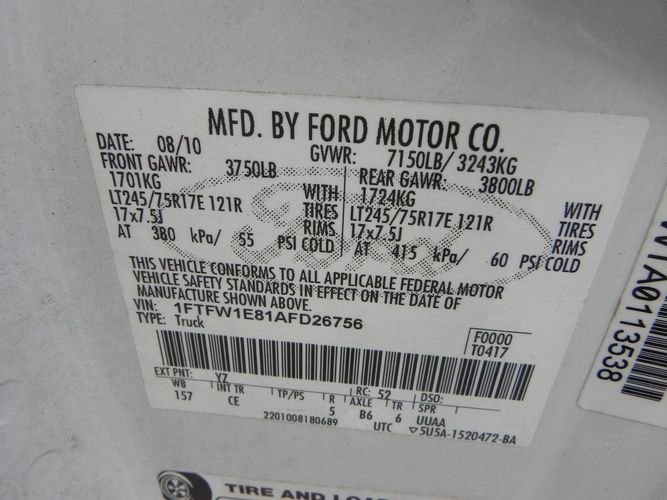 MFD. BY FORD MOTOR CO.
DATE: 08/10 GVWR: 7150LB/ 3243KG
FRONT GAWR: 3750LB REAR GAWR: 3800LB
1701KG WITH 1724KG WITH
LT245/75R17E 121R TIRES LT245/75R17E 121R TIRES
17x7.5J RIMS 17x7.5J RIMS
AT 380 kPa/ 55 PSI COLD AT 415 kPa/ 60 PSI COLD
THIS VEHICLE CONFORMS TO ALL APPLICABLE FEDERAL MOTOR
VEHICLE SAFETY STANDARDS IN EFFECT ON THE DATE OF
MANUFACTURE SHOWN ABOVE.
1FTFW1E81AFD26756 F0000
TYPE: Truck T0417
EXT PNT: YZ RC: 52 DSO:
WB INT TR TP/PS R AXLE TR SPR
157 CE 5 B6 6 UUAA
2201008180689 UTC 5U5A-1520472-BA
A0113538
TIRE AND